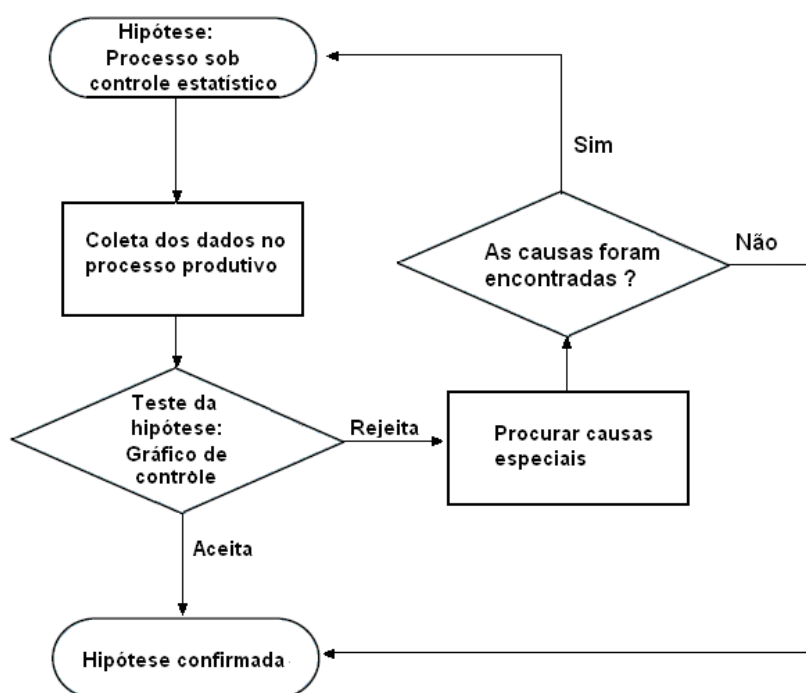 Hipótese:
Processo sob
controle estatístico
Coleta dos dados no
processo produtivo
Teste da
hipótese:
Gráfico de
contrôle
Rejeita
Aceita
Procurar causas
especiais
As causas foram
encontradas ?
Sim
Não
Hipótese confirmada